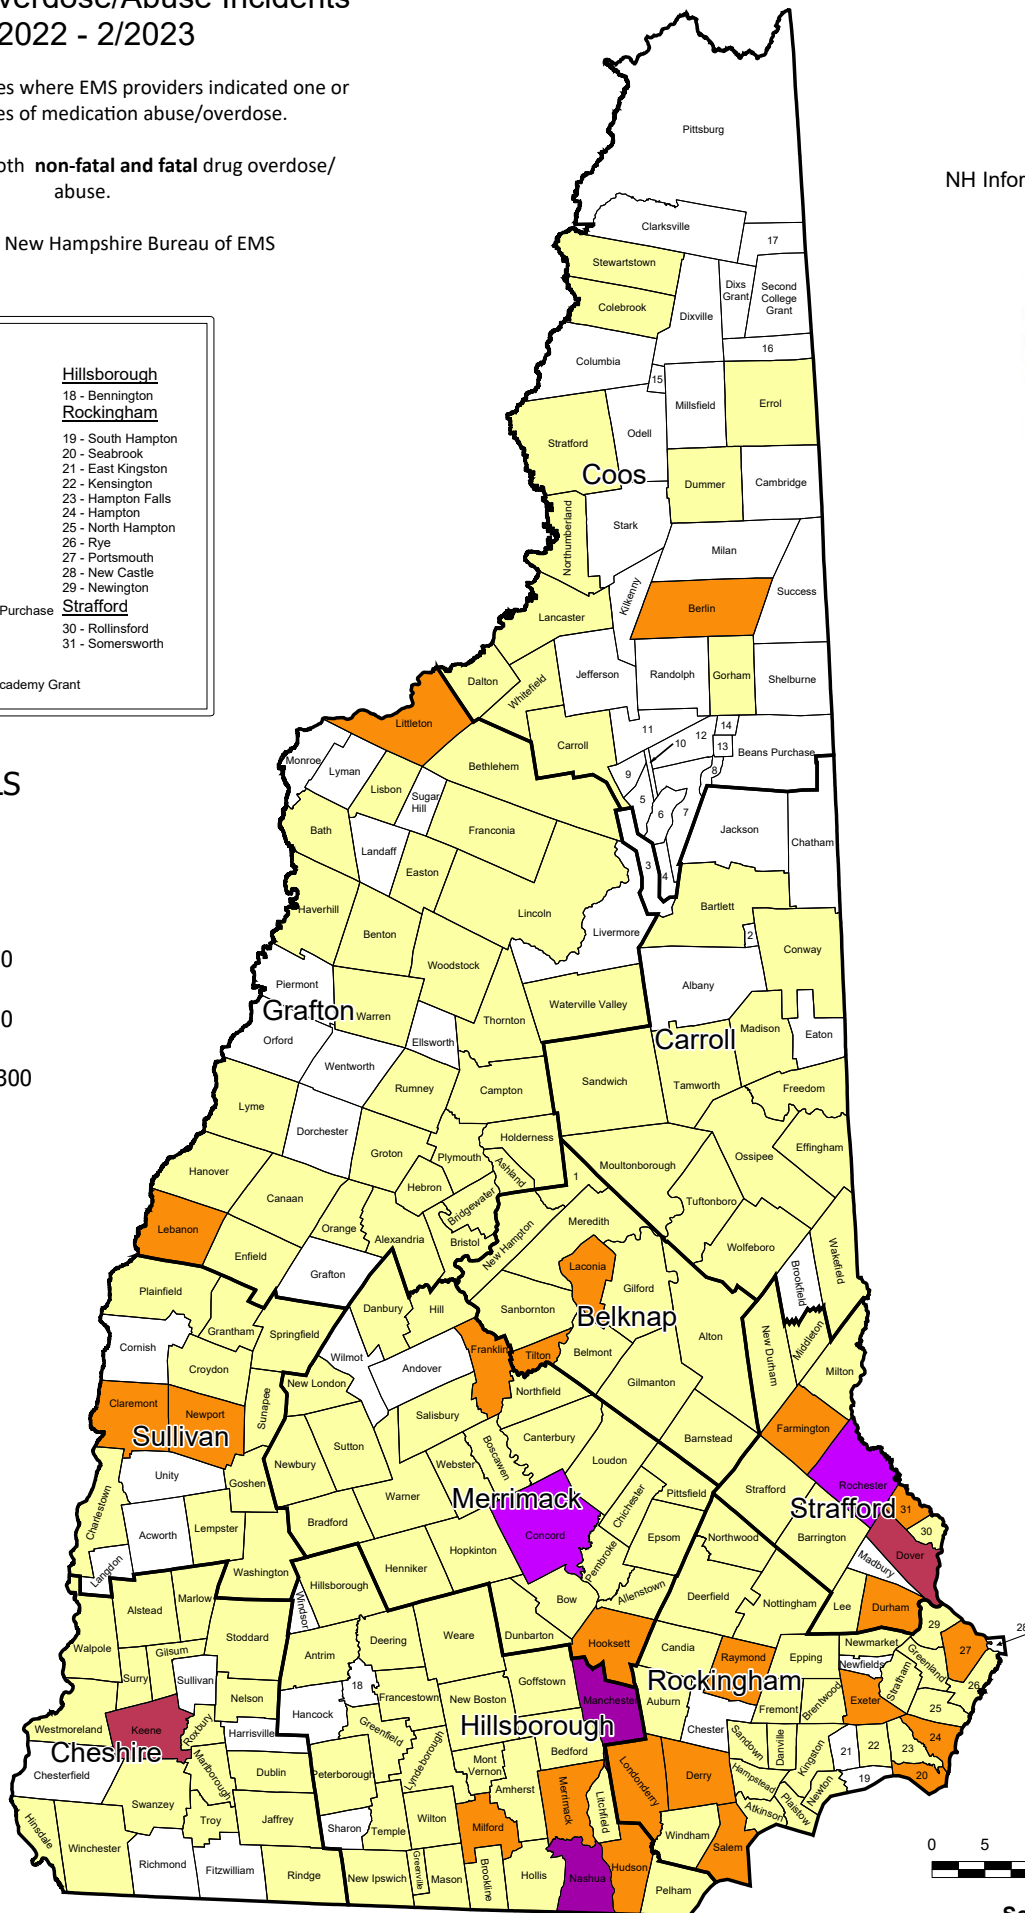 verdose/Abuse Incidents
2022 - 2/2023
es where EMS providers indicated one or
es of medication abuse/overdose.
oth non-fatal and fatal drug overdose/
abuse.
New Hampshire Bureau of EMS
NH Infor
Hillsborough
18 - Bennington
Rockingham
19 - South Hampton
20 - Seabrook
21 - East Kingston
22 - Kensington
23 - Hampton Falls
24 - Hampton
25 - North Hampton
26 - Rye
27 - Portsmouth
28 - New Castle
29 - Newington
Purchase
Strafford
30 - Rollinsford
31 - Somersworth
cademy Grant
LS
0
0
300
Pittsburg
Clarksville
17
Stewartstown
Dixs
Grant
Second
College
Grant
Colebrook
Dixville
16
Columbia
15
Millsfield
Errol
Odell
Stratford
Coos
Dummer
Cambridge
Northumberland
Stark
Milan
Kilkenny
Success
Berlin
Lancaster
Jefferson
Randolph
Gorham
Shelburne
Dalton
Whitefield
Littleton
11
14
12
10
13
Beans Purchase
Carroll
Monroe
Lyman
Bethlehem
9
8
Lisbon
Sugar
Hill
5
6
7
Bath
Franconia
Jackson
Chatham
Landaff
Easton
3
4
Haverhill
Lincoln
Bartlett
Benton
Livermore
2
Conway
Woodstock
Piermont
Albany
Waterville Valley
Grafton
Warren
Thornton
Madison
Eaton
Orford
Ellsworth
Carroll
Wentworth
Sandwich
Tamworth
Freedom
Rumney
Campton
Lyme
Dorchester
Holderness
Effingham
Groton
Plymouth
Ossipee
Hanover
Ashland
Moultonborough
1
Canaan
Hebron
Tuftonboro
Bridgewater
Lebanon
Orange
Alexandria
Bristol
New Hampton
Meredith
Wolfeboro
Wakefield
Enfield
Grafton
Laconia
Brookfield
Plainfield
Gilford
Danbury
Hill
Sanbornton
Belknap
Grantham
Springfield
Alton
New Durham
Middleton
Cornish
Wilmot
Franklin
Tilton
Belmont
Croydon
Andover
Milton
New London
Gilmanton
Northfield
Claremont
Newport
Sunapee
Salisbury
Farmington
Sullivan
Sutton
Canterbury
Barnstead
Boscawen
Newbury
Webster
Loudon
Unity
Goshen
Rochester
Charlestown
Warner
Merrimack
Chichester
Pittsfield
Strafford
Strafford
31
Bradford
Acworth
Lempster
Concord
Epsom
Northwood
Barrington
30
Hopkinton
Pembroke
Madbury
Dover
Langdon
Washington
Henniker
Hillsborough
Allenstown
Bow
Deerfield
Nottingham
Lee
Durham
Windsor
Alstead
Marlow
Dunbarton
29
Stoddard
Weare
Hooksett
Candia
Newmarket
27
28
Walpole
Gilsum
Antrim
Deering
Raymond
Epping
Newfields
Greenland
Surry
Sullivan
18
Goffstown
Rockingham
Stratham
26
Nelson
Francestown
New Boston
Manchester
Auburn
Fremont
Brentwood
Exeter
25
Hancock
Westmoreland
Keene
Roxbury
Harrisville
Greenfield
Hillsborough
Chester
24
Cheshire
Lyndeborough
Bedford
Sandown
Danville
Kingston
21
22
23
Chesterfield
Marlborough
Dublin
Peterborough
Mont
Vernon
Londonderry
Derry
Hampstead
19
20
Swanzey
Amherst
Merrimack
Litchfield
Newton
Plaistow
Atkinson
Hinsdale
Troy
Jaffrey
Sharon
Temple
Wilton
Milford
Windham
Salem
Winchester
Richmond
Fitzwilliam
Rindge
New Ipswich
Greenville
Mason
Brookline
Hollis
Nashua
Hudson
Pelham
0 5